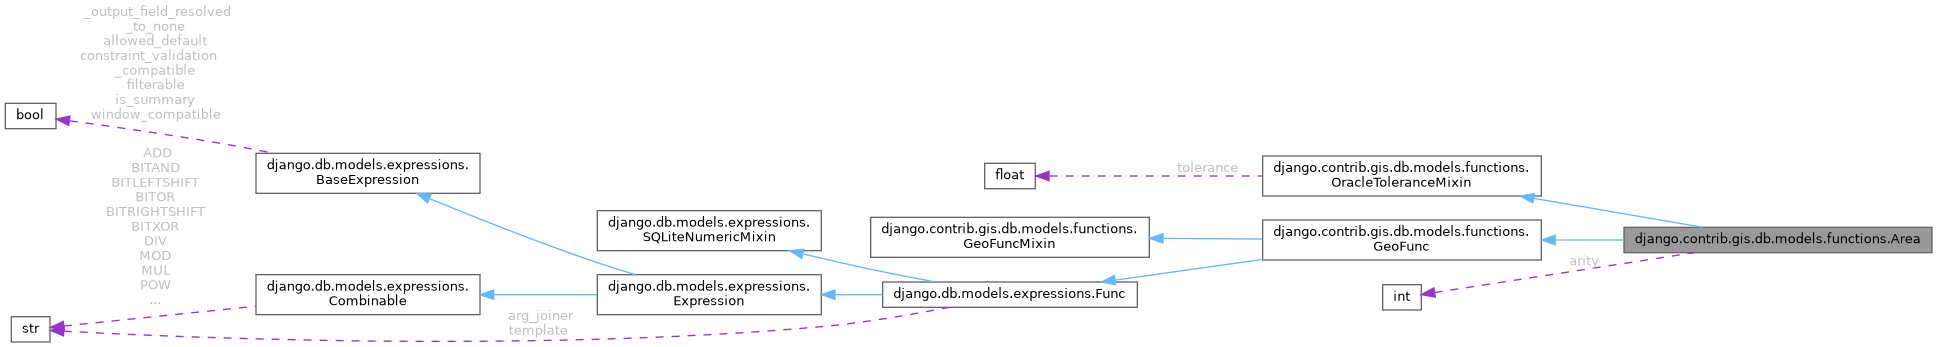 _output_field_resolved
_to_none
allowed_default
constraint_validation
_compatible
filterable
is_summary
window_compatible
bool
ADD
BITAND
BITLEFTSHIFT
BITOR
BITRIGHTSHIFT
BITXOR
DIV
MOD
MUL
POW
...
str
django.db.models.expressions.
BaseExpression
django.db.models.expressions.
Combinable
django.db.models.expressions.
SQLiteNumericMixin
django.db.models.expressions.
Expression
arg_joiner
template
float
tolerance
django.contrib.gis.db.models.functions.
GeoFuncMixin
django.db.models.expressions.Func
django.contrib.gis.db.models.functions.
OracleToleranceMixin
django.contrib.gis.db.models.functions.
GeoFunc
int
arity
django.contrib.gis.db.models.functions.Area